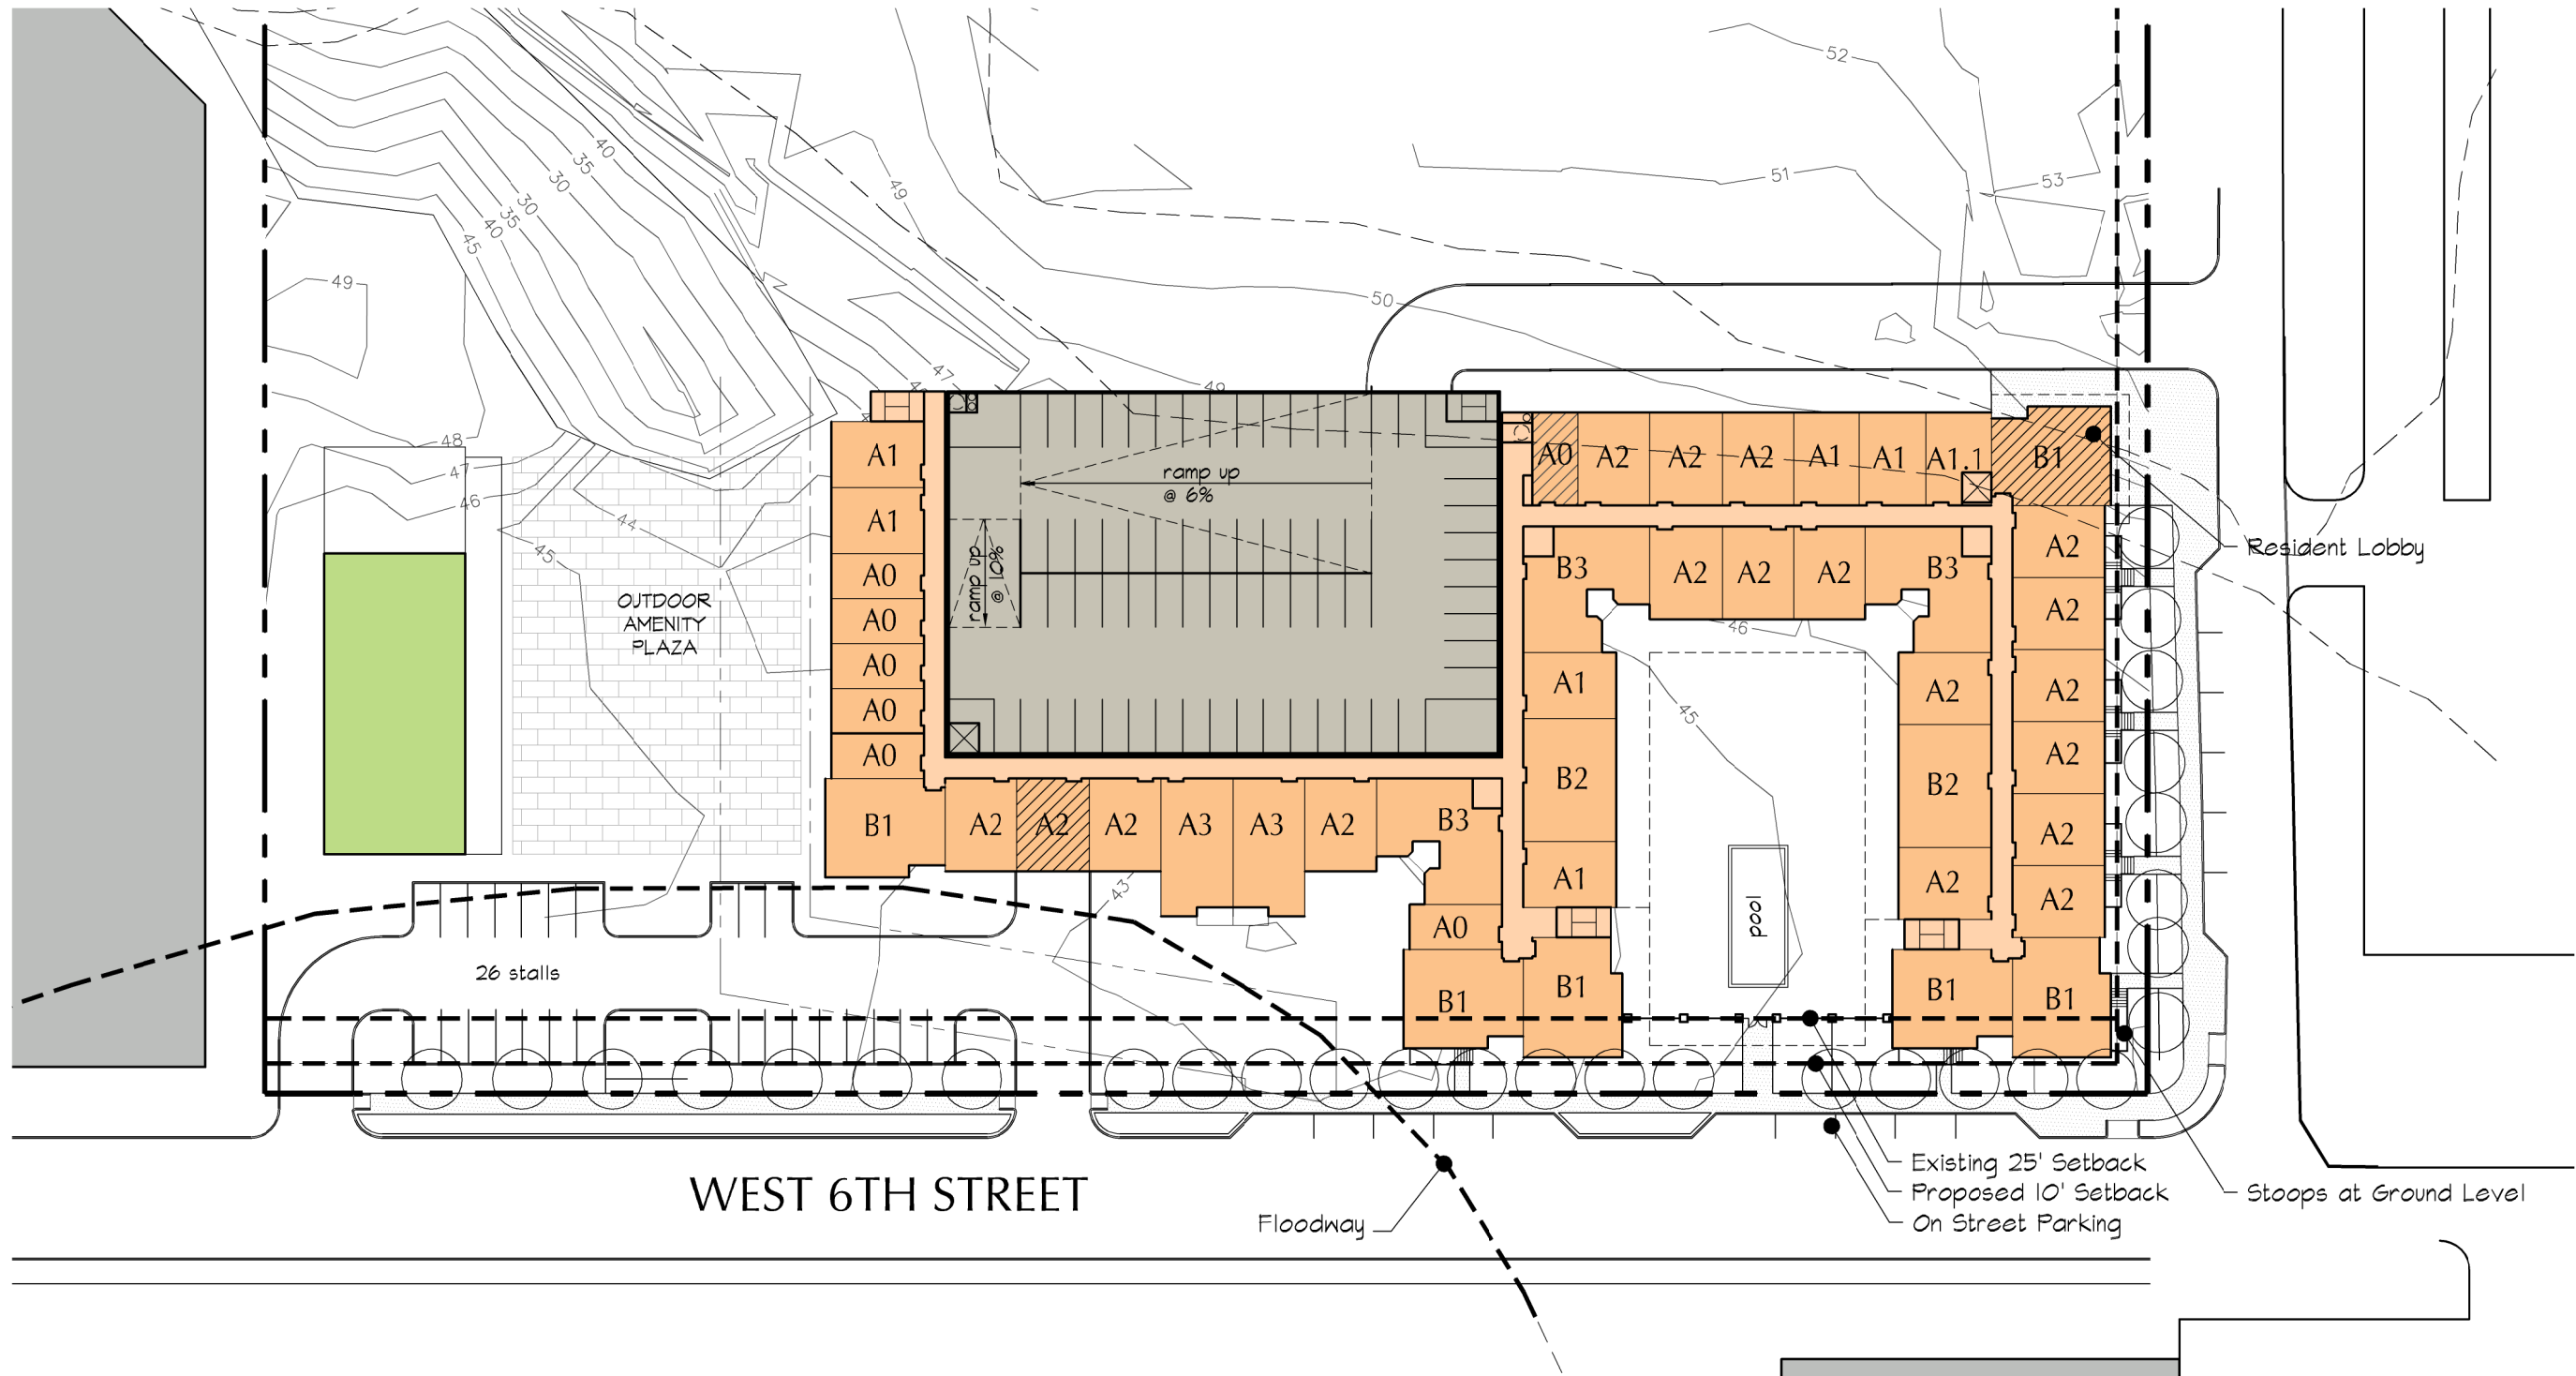 52
51
53
40
35
30
30
35
40
45
49
49
50
47
49
48
47
46
44
45
A1
A1
A0
A0
A0
A0
A0
B1
OUTDOOR
AMENITY
PLAZA
ramp up
@ 6%
ramp up
@ 10%
A0
A2
A2
A2
A1
A1
A1.1
B1
B3
A2
A2
A2
B3
A2
A2
A2
A2
A2
A2
B1
Resident Lobby
46
45
A1
B2
A1
B1
A2
B2
A2
B1
pool
A2
A2
A2
A3
A3
A2
B3
A0
B1
43
26 stalls
WEST 6TH STREET
Floodway
Existing 25' Setback
Proposed 10' Setback
On Street Parking
Stoops at Ground Level